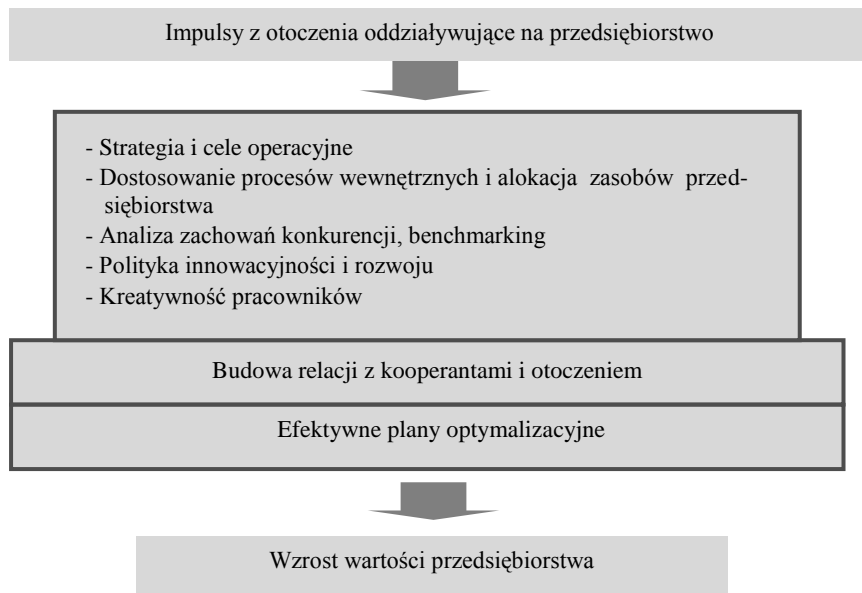 Impulsy z otoczenia oddziaływujące na przedsiębiorstwo
- Strategia i cele operacyjne
- Dostosowanie procesów wewnętrznych i alokacja zasobów przed-
siębiorstwa
- Analiza zachowań konkurencji, benchmarking
- Polityka innowacyjności i rozwoju
- Kreatywność pracowników
Budowa relacji z kooperantami i otoczeniem
Efektywne plany optymalizacyjne
Wzrost wartości przedsiębiorstwa